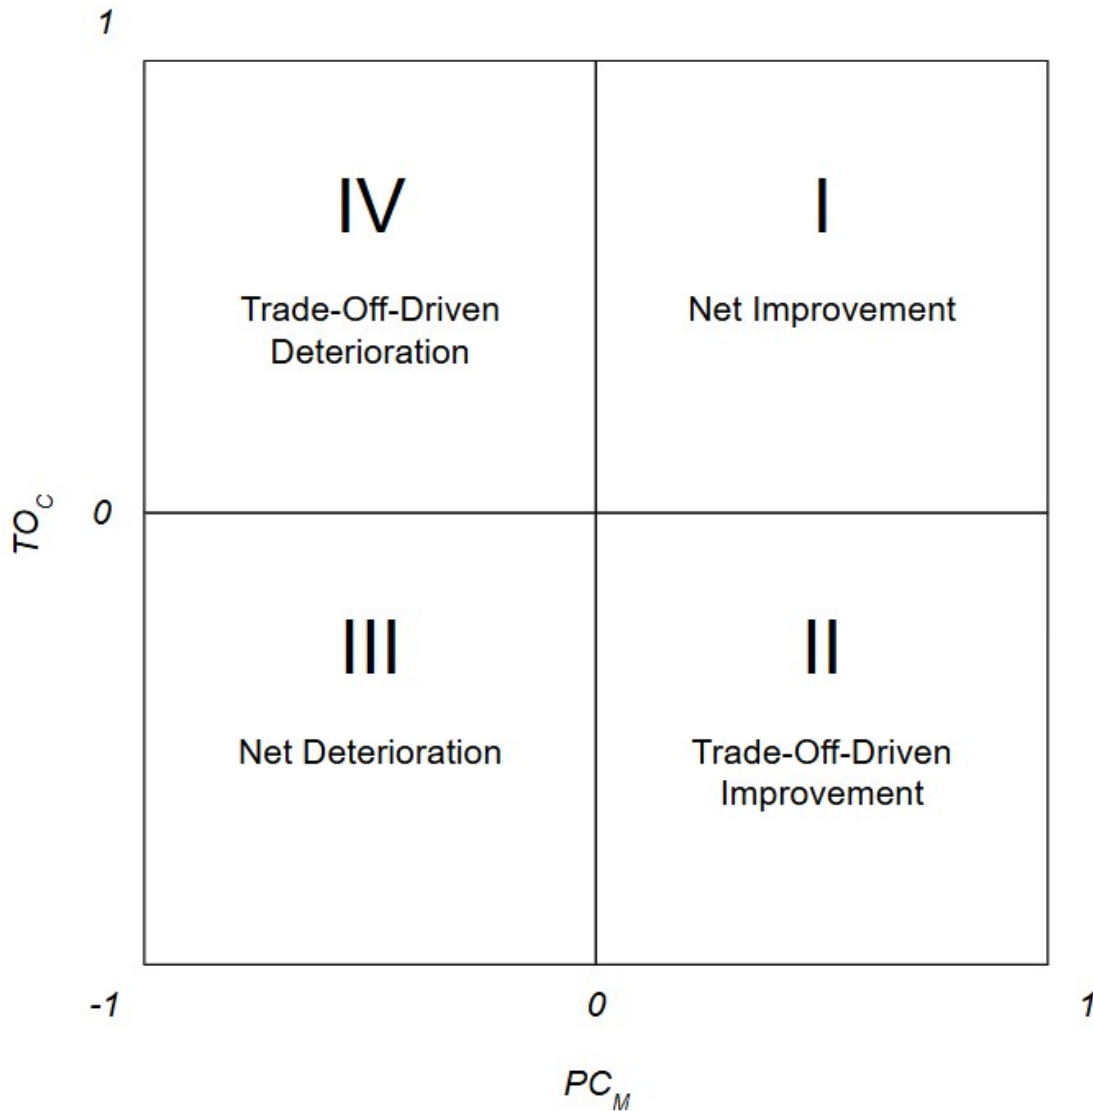 1
IV
I
Trade-Off-Driven
Deterioration
Net Improvement
TO_C
0
III
II
Net Deterioration
Trade-Off-Driven
Improvement
-1
0
1
PC_M